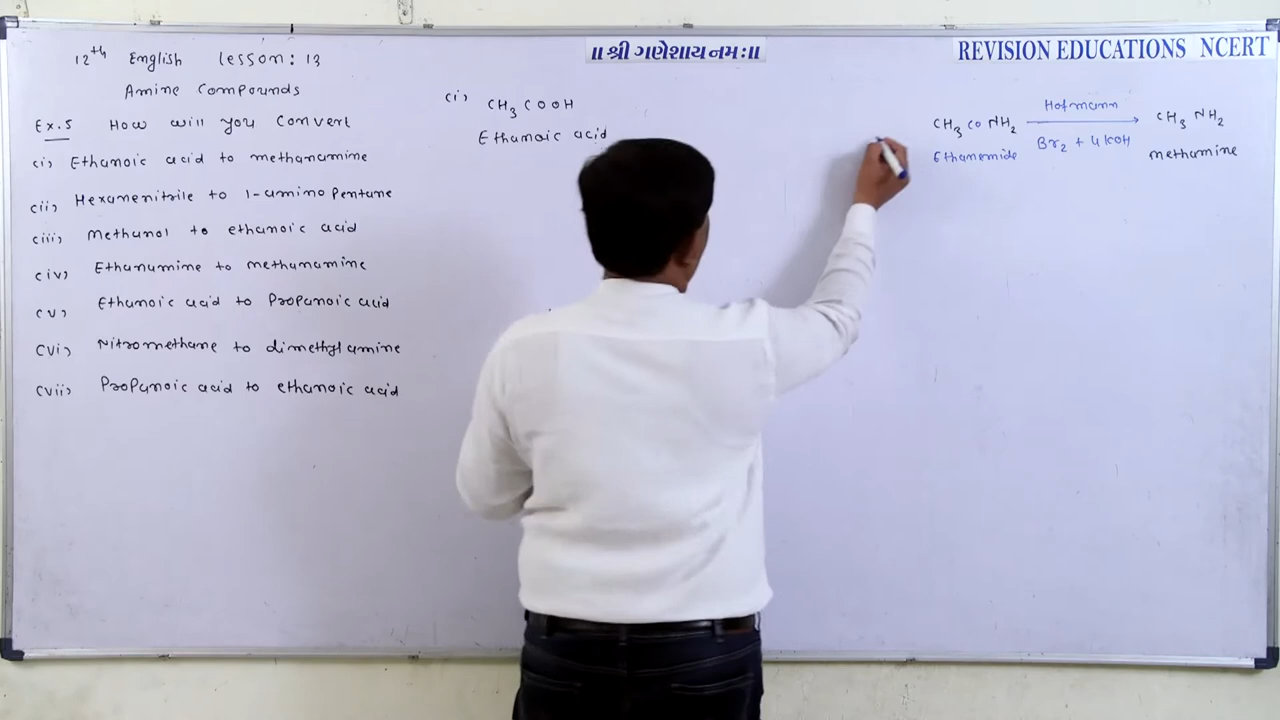 ॥ શ્રી ગણેશાય નમઃ॥
REVISION EDUCATIONS NCERT
12th English Lesson: 13
Amine Compounds
Ex.5 How will you convert
(i) Ethanoic acid to methanamine
(ii) Hexanenitrile to 1-amino Pentane
(iii) Methanol to ethanoic acid
(iv) Ethanamine to methanamine
(v) Ethanoic acid to Propanoic acid
(vi) Nitromethane to dimethyl amine
(vii) Propanoic acid to ethanoic acid
(i) CH3COOH
Ethanoic acid
CH3CONH2 Hofmann Br2 + 4KOH → CH3NH2
Ethanemide methamine